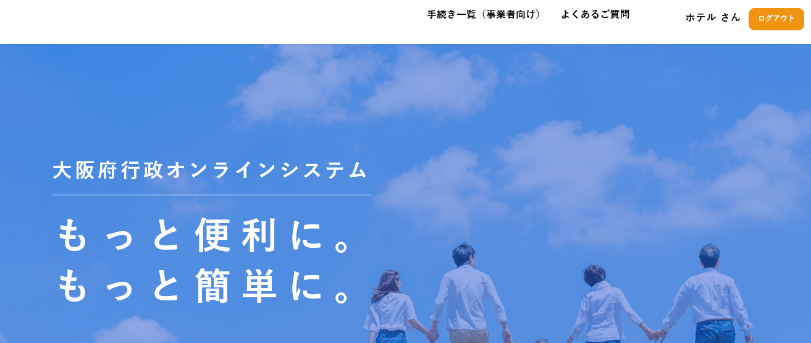 手続き一覧（事業者向け） よくあるご質問 ホテル さん ログアウト
大阪府行政オンラインシステム
もっと便利に。
もっと簡単に。